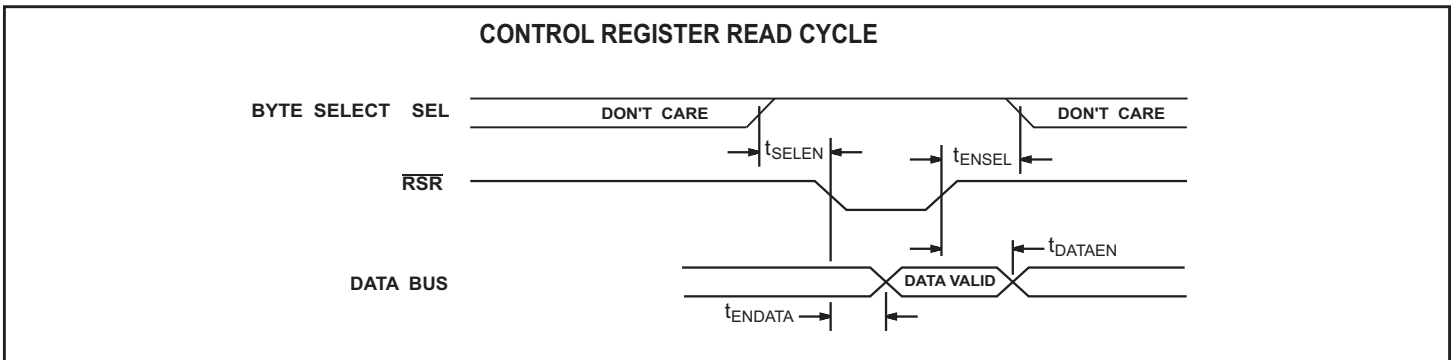 CONTROL REGISTER READ CYCLE
BYTE SELECT SEL DON'T CARE DON'T CARE
tSELEN tENSEL
RSR
tDATAEN
DATA BUS DATA VALID
tENDATA